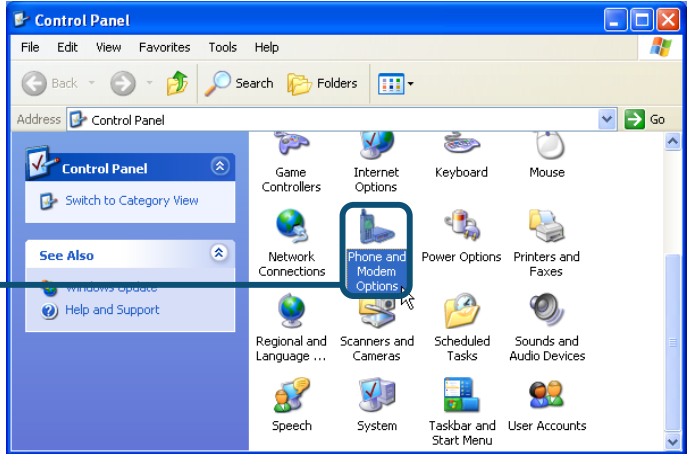 Control Panel
File Edit View Favorites Tools Help
Back Search Folders
Address Control Panel Go
Control Panel
Switch to Category View
See Also
Windows Update
Help and Support
Game Controllers
Internet Options
Keyboard
Mouse
Network Connections
Phone and Modem Options
Power Options
Printers and Faxes
Regional and Language ...
Scanners and Cameras
Scheduled Tasks
Sounds and Audio Devices
Speech
System
Taskbar and Start Menu
User Accounts